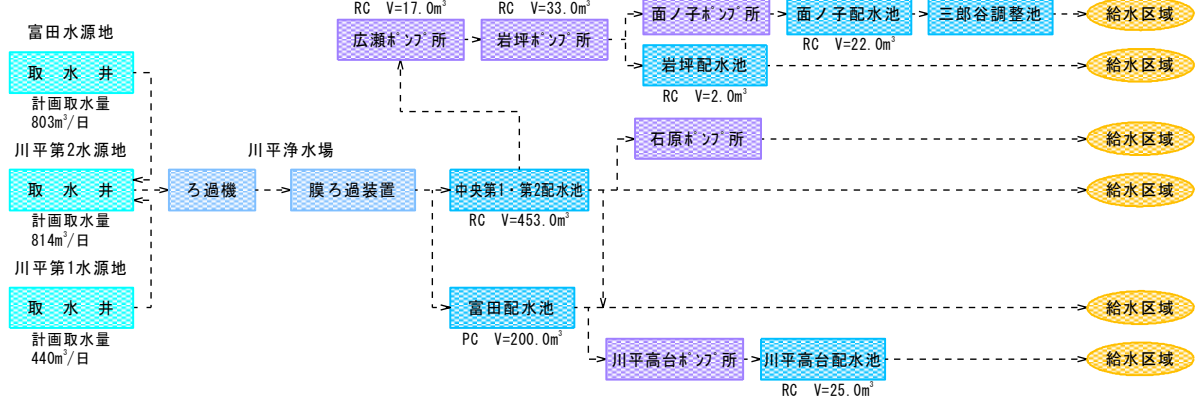 RC V=17.0m³
RC V=33.0m³
広瀬ﾎﾟﾝﾌﾟ所
岩坪ﾎﾟﾝﾌﾟ所
面ノ子ﾎﾟﾝﾌﾟ所
面ノ子配水池
三郎谷調整池
給水区域
RC V=22.0m³
岩坪配水池
給水区域
RC V=2.0m³
富田水源地
取 水 井
計画取水量
803m³/日
石原ﾎﾟﾝﾌﾟ所
給水区域
川平第2水源地
川平浄水場
取 水 井
ろ過機
膜ろ過装置
中央第1・第2配水池
給水区域
計画取水量
814m³/日
RC V=453.0m³
川平第1水源地
取 水 井
富田配水池
給水区域
計画取水量
440m³/日
PC V=200.0m³
川平高台ﾎﾟﾝﾌﾟ所
川平高台配水池
給水区域
RC V=25.0m³